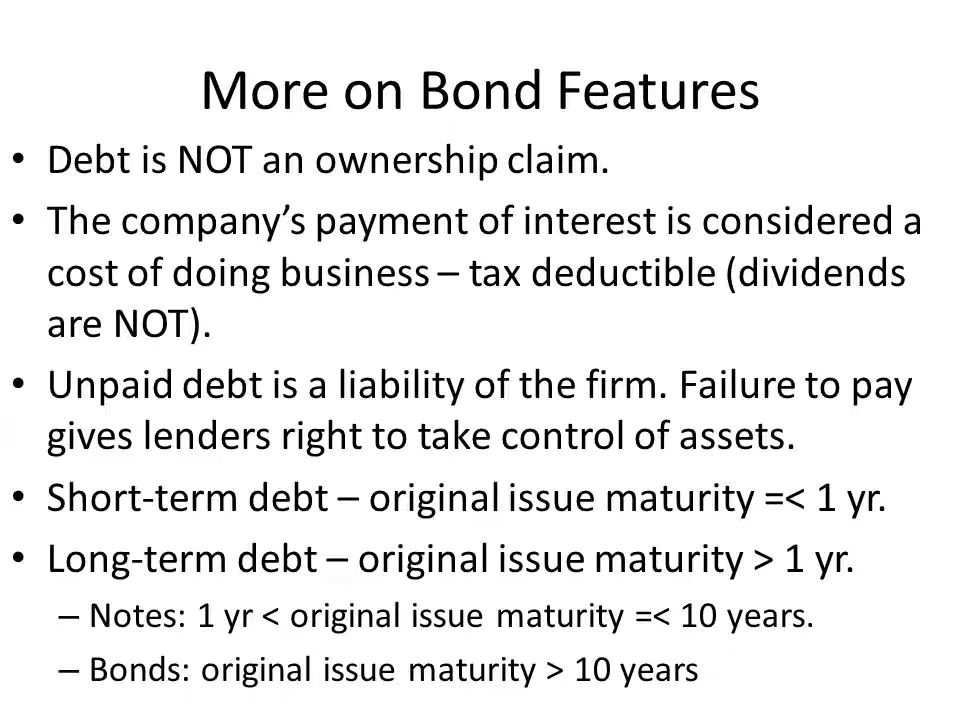 More on Bond Features
• Debt is NOT an ownership claim.
• The company’s payment of interest is considered a
cost of doing business – tax deductible (dividends
are NOT).
• Unpaid debt is a liability of the firm. Failure to pay
gives lenders right to take control of assets.
• Short-term debt – original issue maturity =< 1 yr.
• Long-term debt – original issue maturity > 1 yr.
– Notes: 1 yr < original issue maturity =< 10 years.
– Bonds: original issue maturity > 10 years